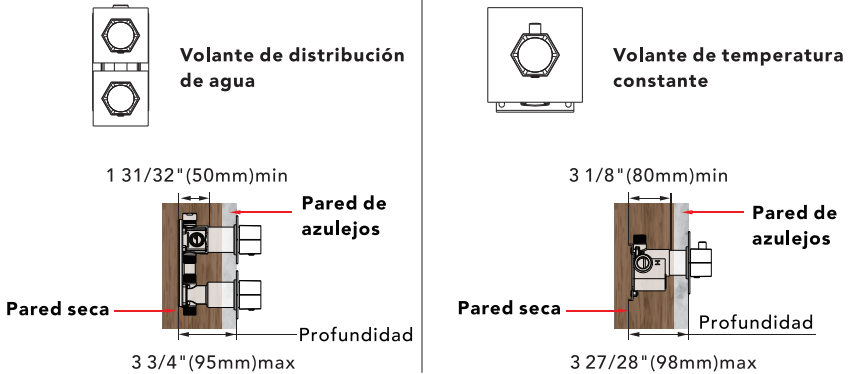 Volante de distribución
de agua
1 31/32"(50mm)min
Pared de
azulejos
Pared seca
Profundidad
3 3/4"(95mm)max
Volante de temperatura
constante
3 1/8"(80mm)min
Pared de
azulejos
H
Pared seca
Profundidad
3 27/28"(98mm)max